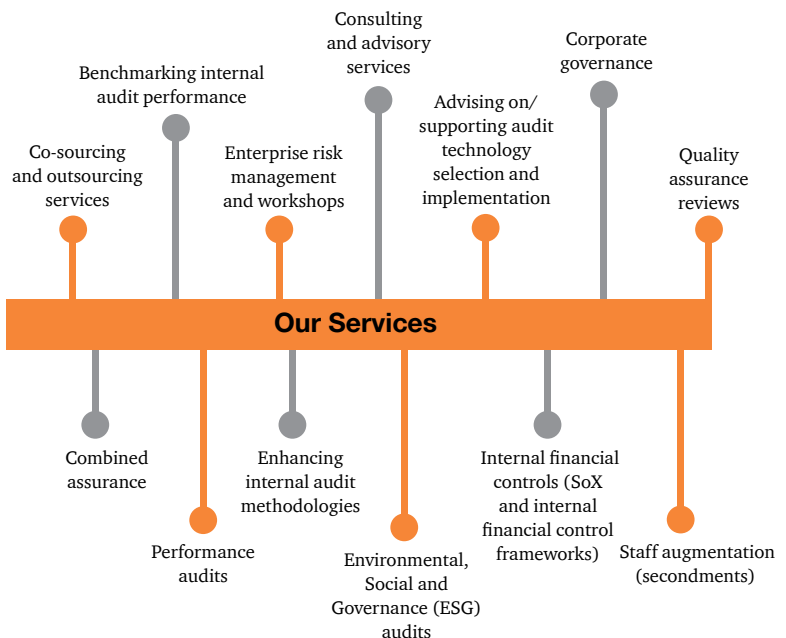 Consulting
and advisory
services
Corporate
governance
Benchmarking internal
audit performance
Advising on/
supporting audit
technology
selection and
implementation
Co-sourcing
and outsourcing
services
Enterprise risk
management
and workshops
Quality
assurance
reviews
Our Services
Combined
assurance
Enhancing
internal audit
methodologies
Internal financial
controls (SoX
and internal
financial control
frameworks)
Performance
audits
Environmental,
Social and
Governance (ESG)
audits
Staff augmentation
(secondments)